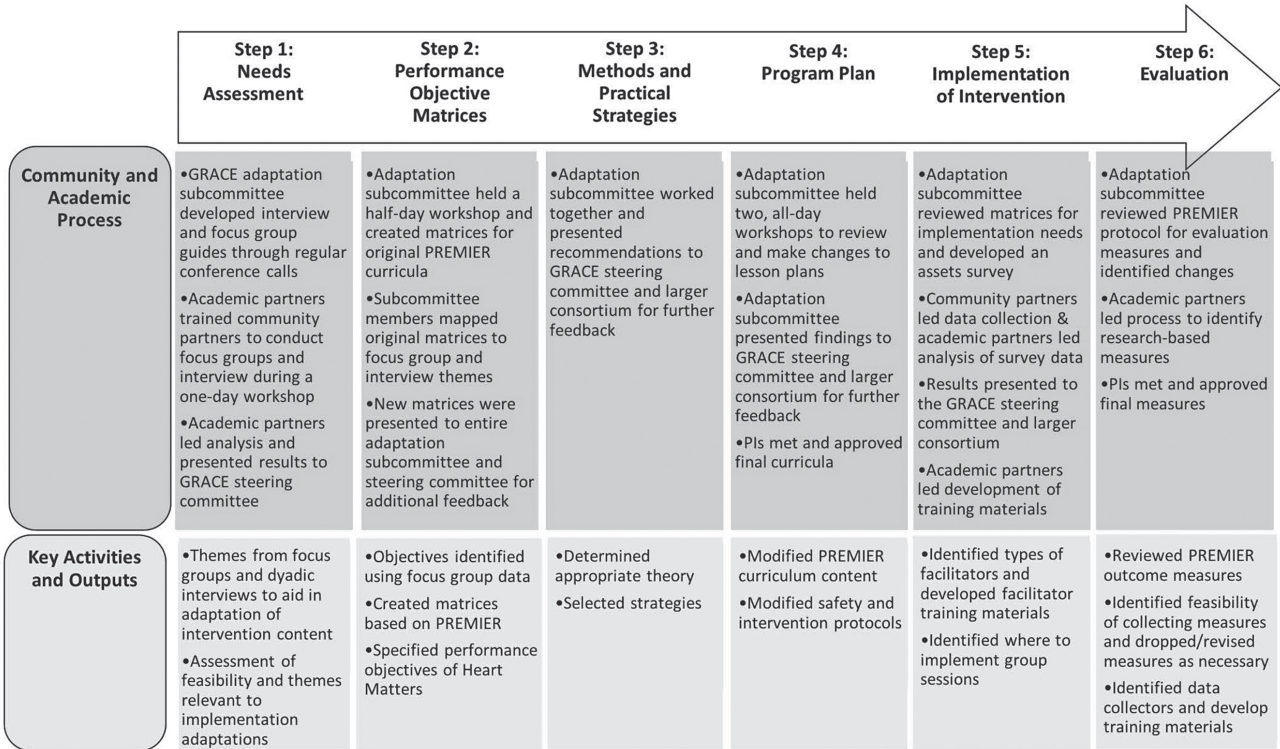 Step 1:
Needs
Assessment
Step 2:
Performance
Objective
Matrices
Step 3:
Methods and
Practical
Strategies
Step 4:
Program Plan
Step 5:
Implementation
of Intervention
Step 6:
Evaluation
Community and
Academic
Process
•GRACE adaptation
subcommittee
developed interview
and focus group
guides through regular
conference calls
•Academic partners
trained community
partners to conduct
focus groups and
interview during a
one-day workshop
•Academic partners
led analysis and
presented results to
GRACE steering
committee
•Adaptation
subcommittee held a
half-day workshop and
created matrices for
original PREMIER
curricula
•Subcommittee
members mapped
original matrices to
focus group and
interview themes
•New matrices were
presented to entire
adaptation
subcommittee and
steering committee for
additional feedback
•Adaptation
subcommittee worked
together and
presented
recommendations to
GRACE steering
committee and larger
consortium for further
feedback
•Adaptation
subcommittee held
two, all-day
workshops to review
and make changes to
lesson plans
•Adaptation
subcommittee
presented findings to
GRACE steering
committee and larger
consortium for further
feedback
•PIs met and approved
final curricula
•Adaptation
subcommittee
reviewed matrices for
implementation needs
and developed an
assets survey
•Community partners
led data collection &
academic partners led
analysis of survey data
•Results presented to
the GRACE steering
committee and larger
consortium
•Academic partners
led development of
training materials
•Adaptation
subcommittee
reviewed PREMIER
protocol for evaluation
measures and
identified changes
•Academic partners
led process to identify
research-based
measures
•PIs met and approved
final measures
Key Activities
and Outputs
•Themes from focus
groups and dyadic
interviews to aid in
adaptation of
intervention content
•Assessment of
feasibility and themes
relevant to
implementation
adaptations
•Objectives identified
using focus group data
•Created matrices
based on PREMIER
•Specified performance
objectives of Heart
Matters
•Determined
appropriate theory
•Selected strategies
•Modified PREMIER
curriculum content
•Modified safety and
intervention protocols
•Identified types of
facilitators and
developed facilitator
training materials
•Identified where to
implement group
sessions
•Reviewed PREMIER
outcome measures
•Identified feasibility
of collecting measures
and dropped/revised
measures as necessary
•Identified data
collectors and develop
training materials